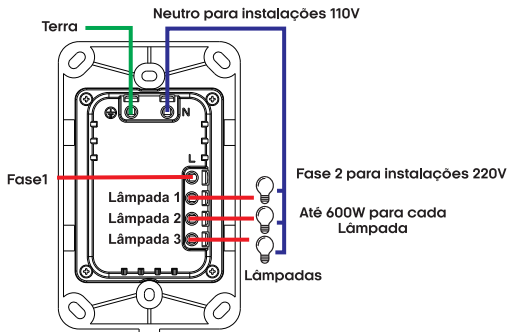 Neutro para instalações 110V
Terra
N
L
Fase1
Fase 2 para instalações 220V
Lâmpada 1
Lâmpada 2
Lâmpada 3
Até 600W para cada
Lâmpada
Lâmpadas